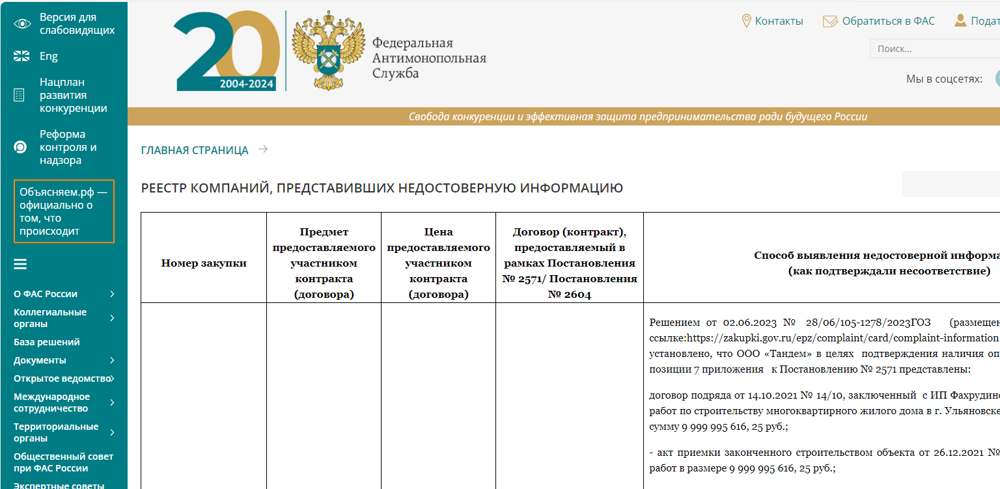 Версия для
слабовидящих
Eng
Нацплан
развития
конкуренции
Реформа
контроля и
надзора
Объясняем.рф —
официально о
том, что
происходит
О ФАС России
Коллегиальные
органы
База решений
Документы
Открытое ведомство
Международное
сотрудничество
Территориальные
органы
Общественный совет
при ФАС России
Экспертные советы
20
2004-2024
Федеральная
Антимонопольная
Служба
Контакты
Обратиться в ФАС
Подат
Поиск...
Мы в соцсетях:
Свобода конкуренции и эффективная защита предпринимательства ради будущего России
ГЛАВНАЯ СТРАНИЦА
РЕЕСТР КОМПАНИЙ, ПРЕДСТАВИВШИХ НЕДОСТОВЕРНУЮ ИНФОРМАЦИЮ
Номер закупки
Предмет
предоставляемого
участником
контракта
(договора)
Цена
предоставляемого
участником
контракта
(договора)
Договор (контракт),
предоставляемый в
рамках Постановления
№ 2571/ Постановления
№ 2604
Способ выявления недостоверной информа
(как подтверждали несоответствие)
Решением от 02.06.2023 № 28/06/105-1278/2023ГОЗ (размещен
ссылке:https://zakupki.gov.ru/epz/complaint/card/complaint-information.
установлено, что ООО «Тандем» в целях подтверждения наличия оп
позиции 7 приложения к Постановлению № 2571 представлены:
договор подряда от 14.10.2021 № 14/10, заключенный с ИП Фахрудино
работ по строительству многоквартирного жилого дома в г. Ульяновске
сумму 9 999 995 616, 25 руб.;
- акт приемки законченного строительством объекта от 26.12.2021 №
работ в размере 9 999 995 616, 25 руб.;